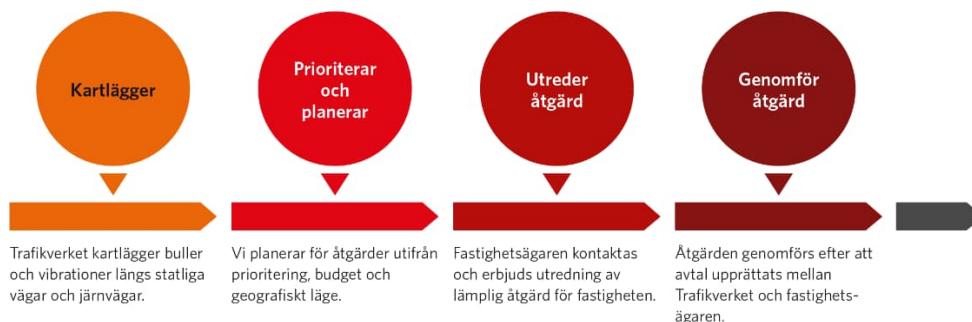 Kartlägger
Prioriterar
och
planerar
Utreder
åtgärd
Genomför
åtgärd
Trafikverket kartlägger buller
och vibrationer längs statliga
vägar och järnvägar.
Vi planerar för åtgärder utifrån
prioritering, budget och
geografiskt läge.
Fastighetsägaren kontaktas
och erbjuds utredning av
lämplig åtgärd för fastigheten.
Åtgärden genomförs efter att
avtal upprättats mellan
Trafikverket och fastighets-
ägaren.